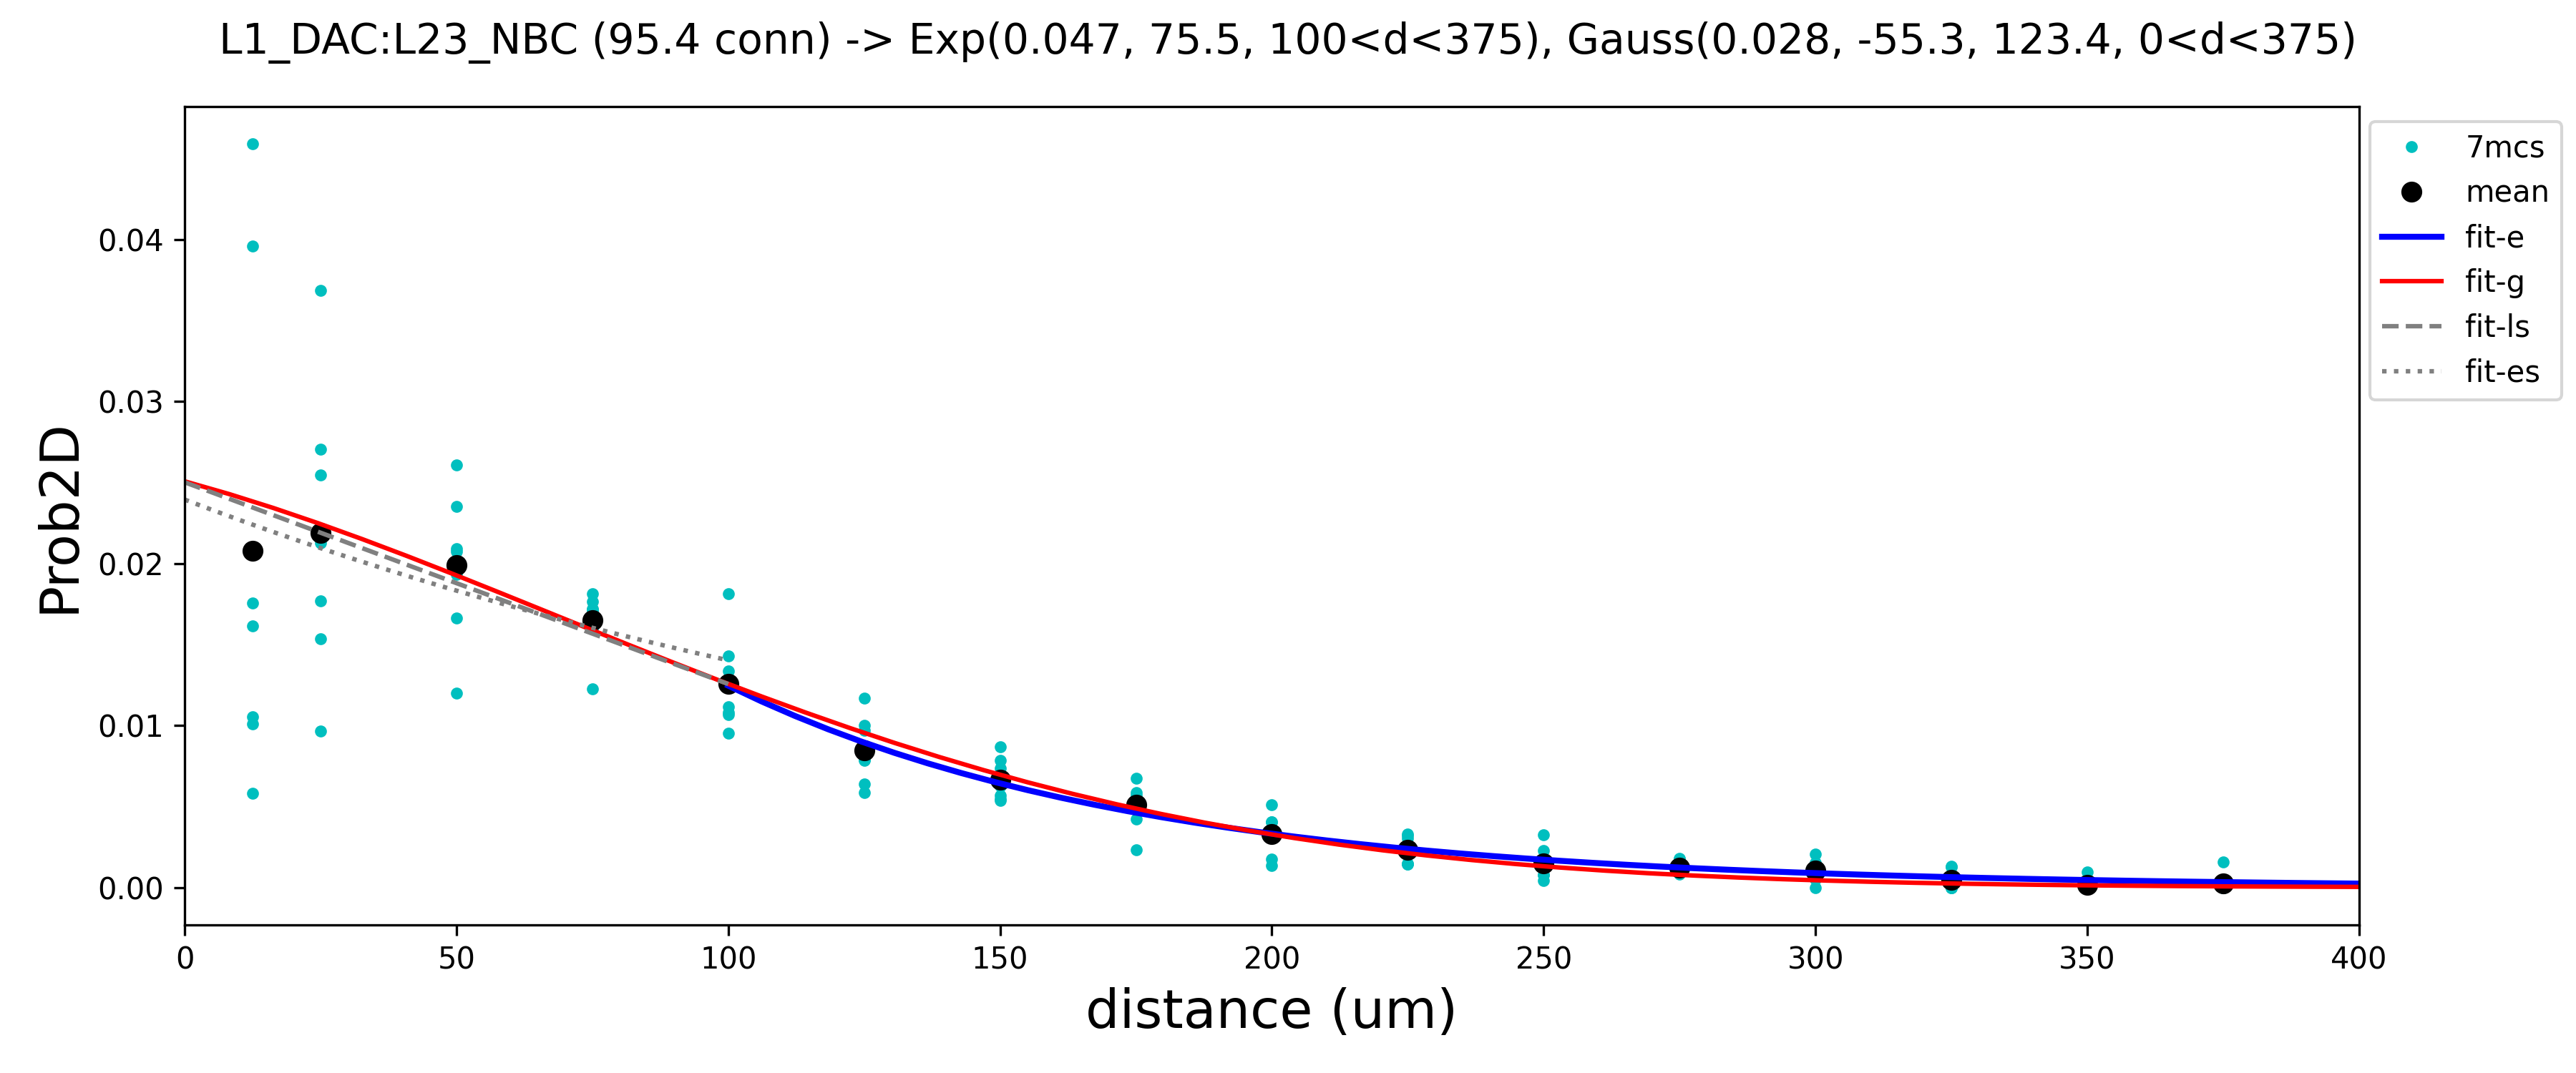 L1_DAC:L23_NBC (95.4 conn) -> Exp(0.047, 75.5, 100<d<375), Gauss(0.028, -55.3, 123.4, 0<d<375)
7mcs
mean
fit-e
fit-g
fit-ls
fit-es
Prob2D
0.04
0.03
0.02
0.01
0.00
0 50 100 150 200 250 300 350 400
distance (um)